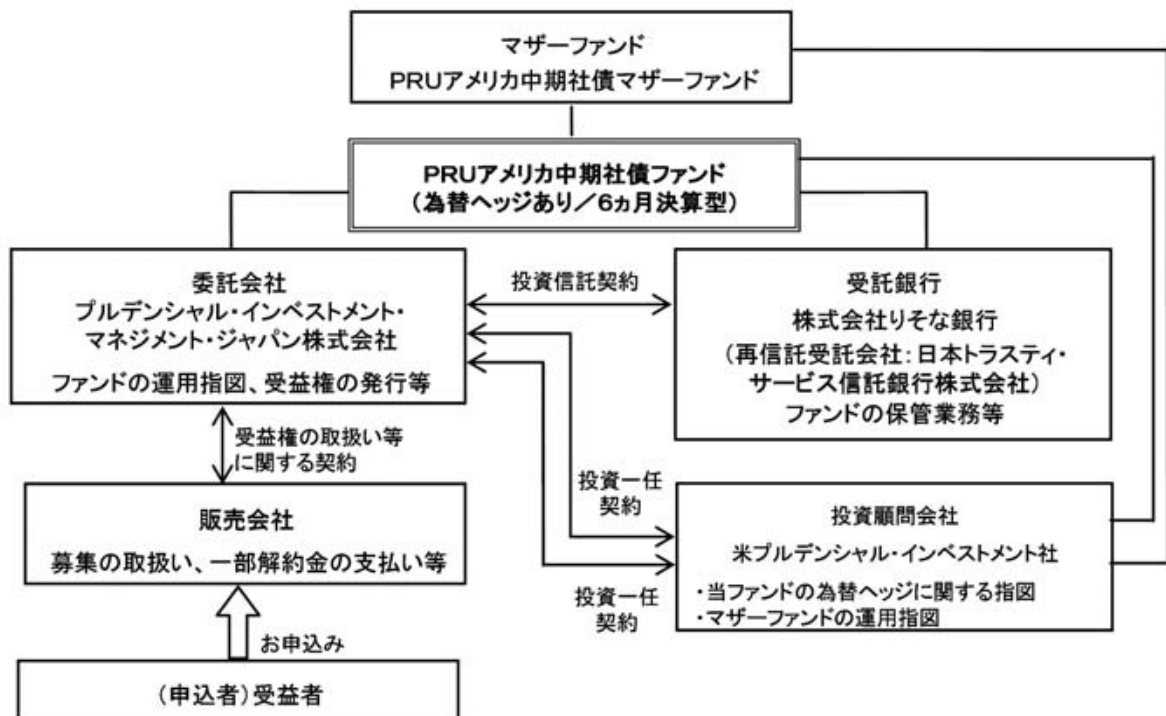 マザーファンド
PRUアメリカ中期社債マザーファンド
PRUアメリカ中期社債ファンド
(為替ヘッジあり/6ヵ月決算型)
委託会社
プルデンシャル・インベストメント・
マネジメント・ジャパン株式会社
ファンドの運用指図、受益権の発行等
投資信託契約
受託銀行
株式会社りそな銀行
(再信託受託会社:日本トラスティ・
サービス信託銀行株式会社)
ファンドの保管業務等
受益権の取扱い等
に関する契約
投資一任
契約
販売会社
募集の取扱い、一部解約金の支払い等
投資顧問会社
米プルデンシャル・インベストメント社
・当ファンドの為替ヘッジに関する指図
・マザーファンドの運用指図
投資一任
契約
お申込み
(申込者)受益者